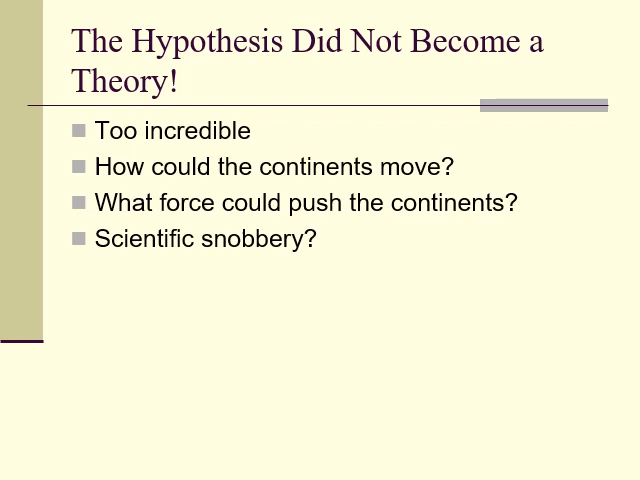 The Hypothesis Did Not Become a
Theory!
Too incredible
How could the continents move?
What force could push the continents?
Scientific snobbery?